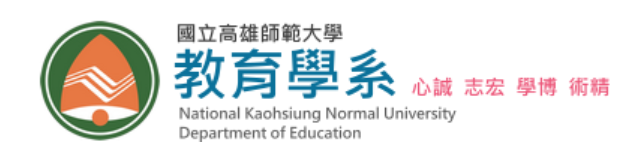 國立高雄師範大學
教育學系 心誠 志宏 學博 術精
National Kaohsiung Normal University
Department of Education